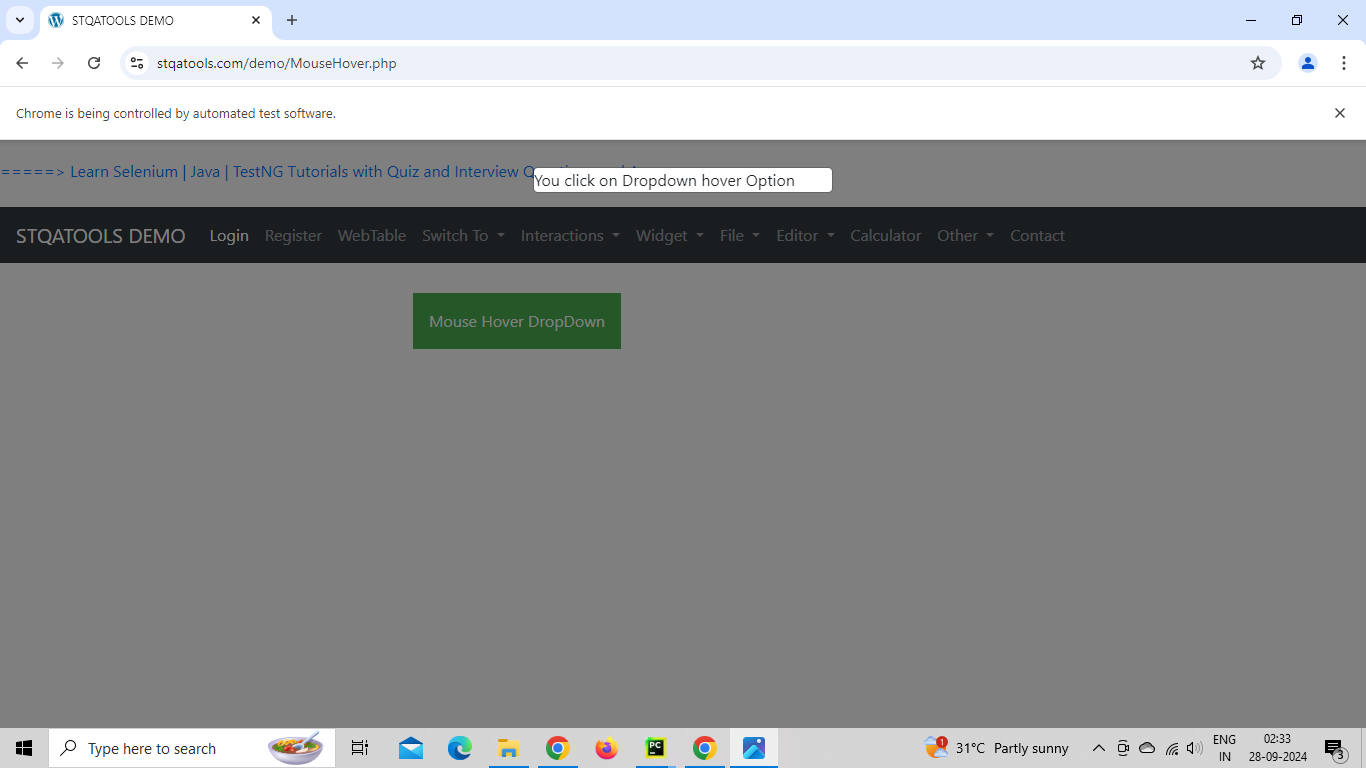 STQATOOLS DEMO
stqatools.com/demo/MouseHover.php
Chrome is being controlled by automated test software.
=====> Learn Selenium | Java | TestNG Tutorials with Quiz and Interview
You click on Dropdown hover Option
STQATOOLS DEMO Login Register WebTable Switch To Interactions Widget File Editor Calculator Other Contact
Mouse Hover DropDown
Type here to search
PC
1
31°C Partly sunny
ENG
IN
02:33
28-09-2024
3